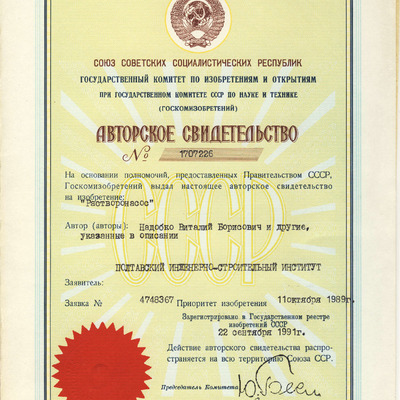 СОЮЗ СОВЕТСКИХ СОЦИАЛИСТИЧЕСКИХ РЕСПУБЛИК
ГОСУДАРСТВЕННЫЙ КОМИТЕТ ПО ИЗОБРЕТЕНИЯМ И ОТКРЫТИЯМ
ПРИ ГОСУДАРСТВЕННОМ КОМИТЕТЕ СССР ПО НАУКЕ И ТЕХНИКЕ
(ГОСКОМИЗОБРЕТЕНИЙ)
АВТОРСКОЕ СВИДЕТЕЛЬСТВО
№ 1707226
СССР
На основании полномочий, предоставленных Правительством СССР,
Госкомизобретений выдал настоящее авторское свидетельство
на изобретение:
"Растворонасос"
Автор (авторы): Надобко Виталий Борисович и другие,
указанные в описании
ПОЛТАВСКИЙ ИНЖЕНЕРНО-СТРОИТЕЛЬНЫЙ ИНСТИТУТ
Заявитель:
Заявка № 4748367 Приоритет изобретения 11октября 1989г.
Зарегистрировано в Государственном реестре
изобретений СССР
22 сентября 1991г.
Действие авторского свидетельства распро-
страняется на всю территорию Союза ССР.
Председатель Комитета